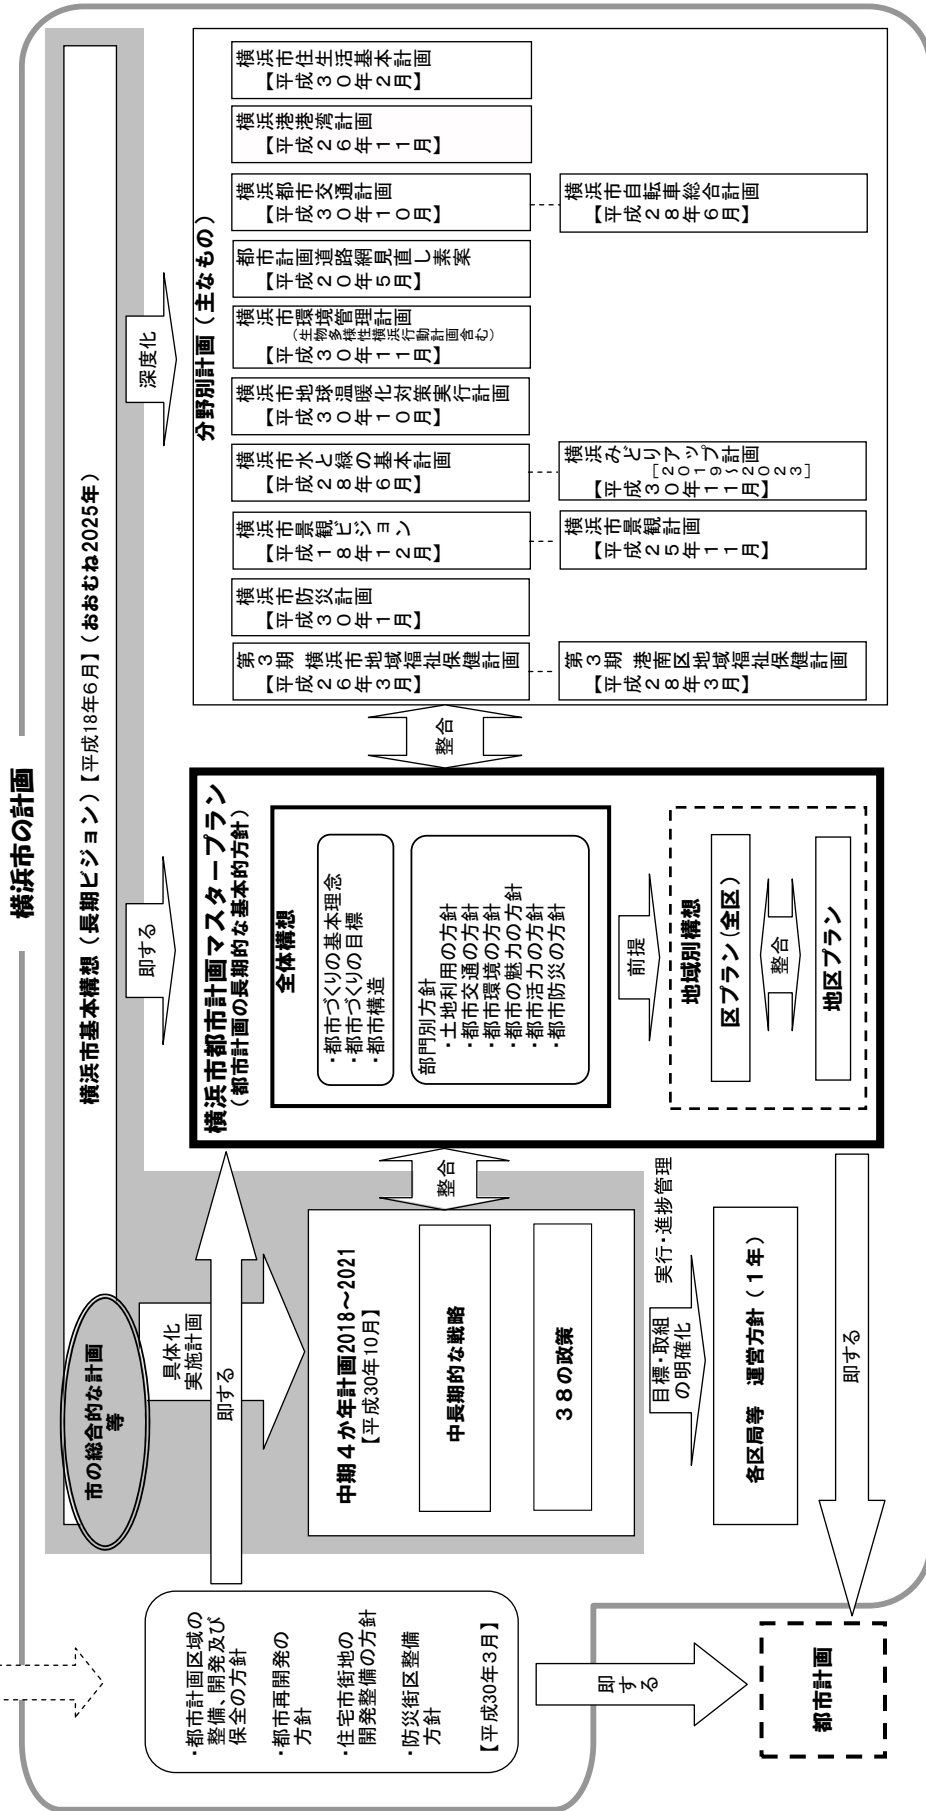 横浜市の計画
横浜市基本構想（長期ビジョン）【平成18年6月】（おおむね2025年）
市の総合的な計画
等
具体化
実施計画
即する
深度化
即する
・都市計画区域の
整備、開発及び
保全の方針
・都市再開発の
方針
・住宅市街地の
開発整備の方針
・防災街区整備
方針
【平成30年3月】
即する
都市計画
中期４か年計画2018～2021
【平成30年10月】
中長期的な戦略
３８の政策
目標・取組
の明確化
実行・進捗管理
各区局等　運営方針（１年）
即する
整合
横浜市都市計画マスタープラン
（都市計画の長期的な基本的方針）
全体構想
・都市づくりの基本理念
・都市づくりの目標
・都市構造
部門別方針
・土地利用の方針
・都市交通の方針
・都市環境の方針
・都市の魅力の方針
・都市活力の方針
・都市防災の方針
前提
地域別構想
区プラン（全区）
整合
地区プラン
整合
分野別計画（主なもの）
横浜市住生活基本計画
【平成３０年２月】
横浜港港湾計画
【平成２６年１１月】
横浜都市交通計画
【平成３０年１０月】
横浜市自転車総合計画
【平成２８年６月】
都市計画道路網見直し素案
【平成２０年５月】
横浜市環境管理計画
（生物多様性横浜行動計画含む）
【平成３０年１１月】
横浜市地球温暖化対策実行計画
【平成３０年１０月】
横浜市水と緑の基本計画
【平成２８年６月】
横浜みどりアップ計画
［２０１９～２０２３］
【平成３０年１１月】
横浜市景観ビジョン
【平成１８年１２月】
横浜市景観計画
【平成２５年１１月】
横浜市防災計画
【平成３０年１月】
第３期 横浜市地域福祉保健計画
【平成２６年３月】
第３期 港南区地域福祉保健計画
【平成２８年３月】